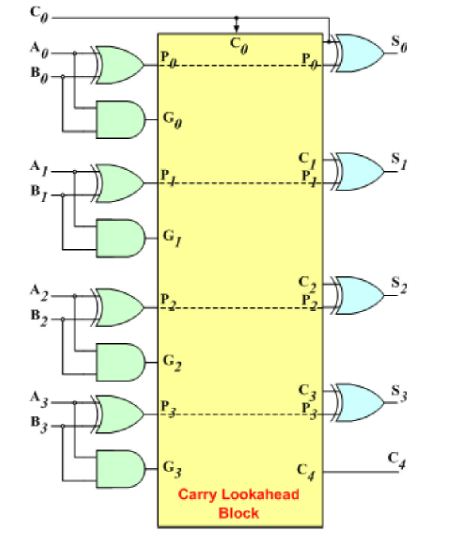 C0
C0
A0
B0
P0
P0
S0
G0
A1
B1
P1
C1
P1
S1
G1
A2
B2
P2
C2
P2
S2
G2
A3
B3
P3
C3
P3
S3
G3
C4
C4
Carry Lookahead
Block